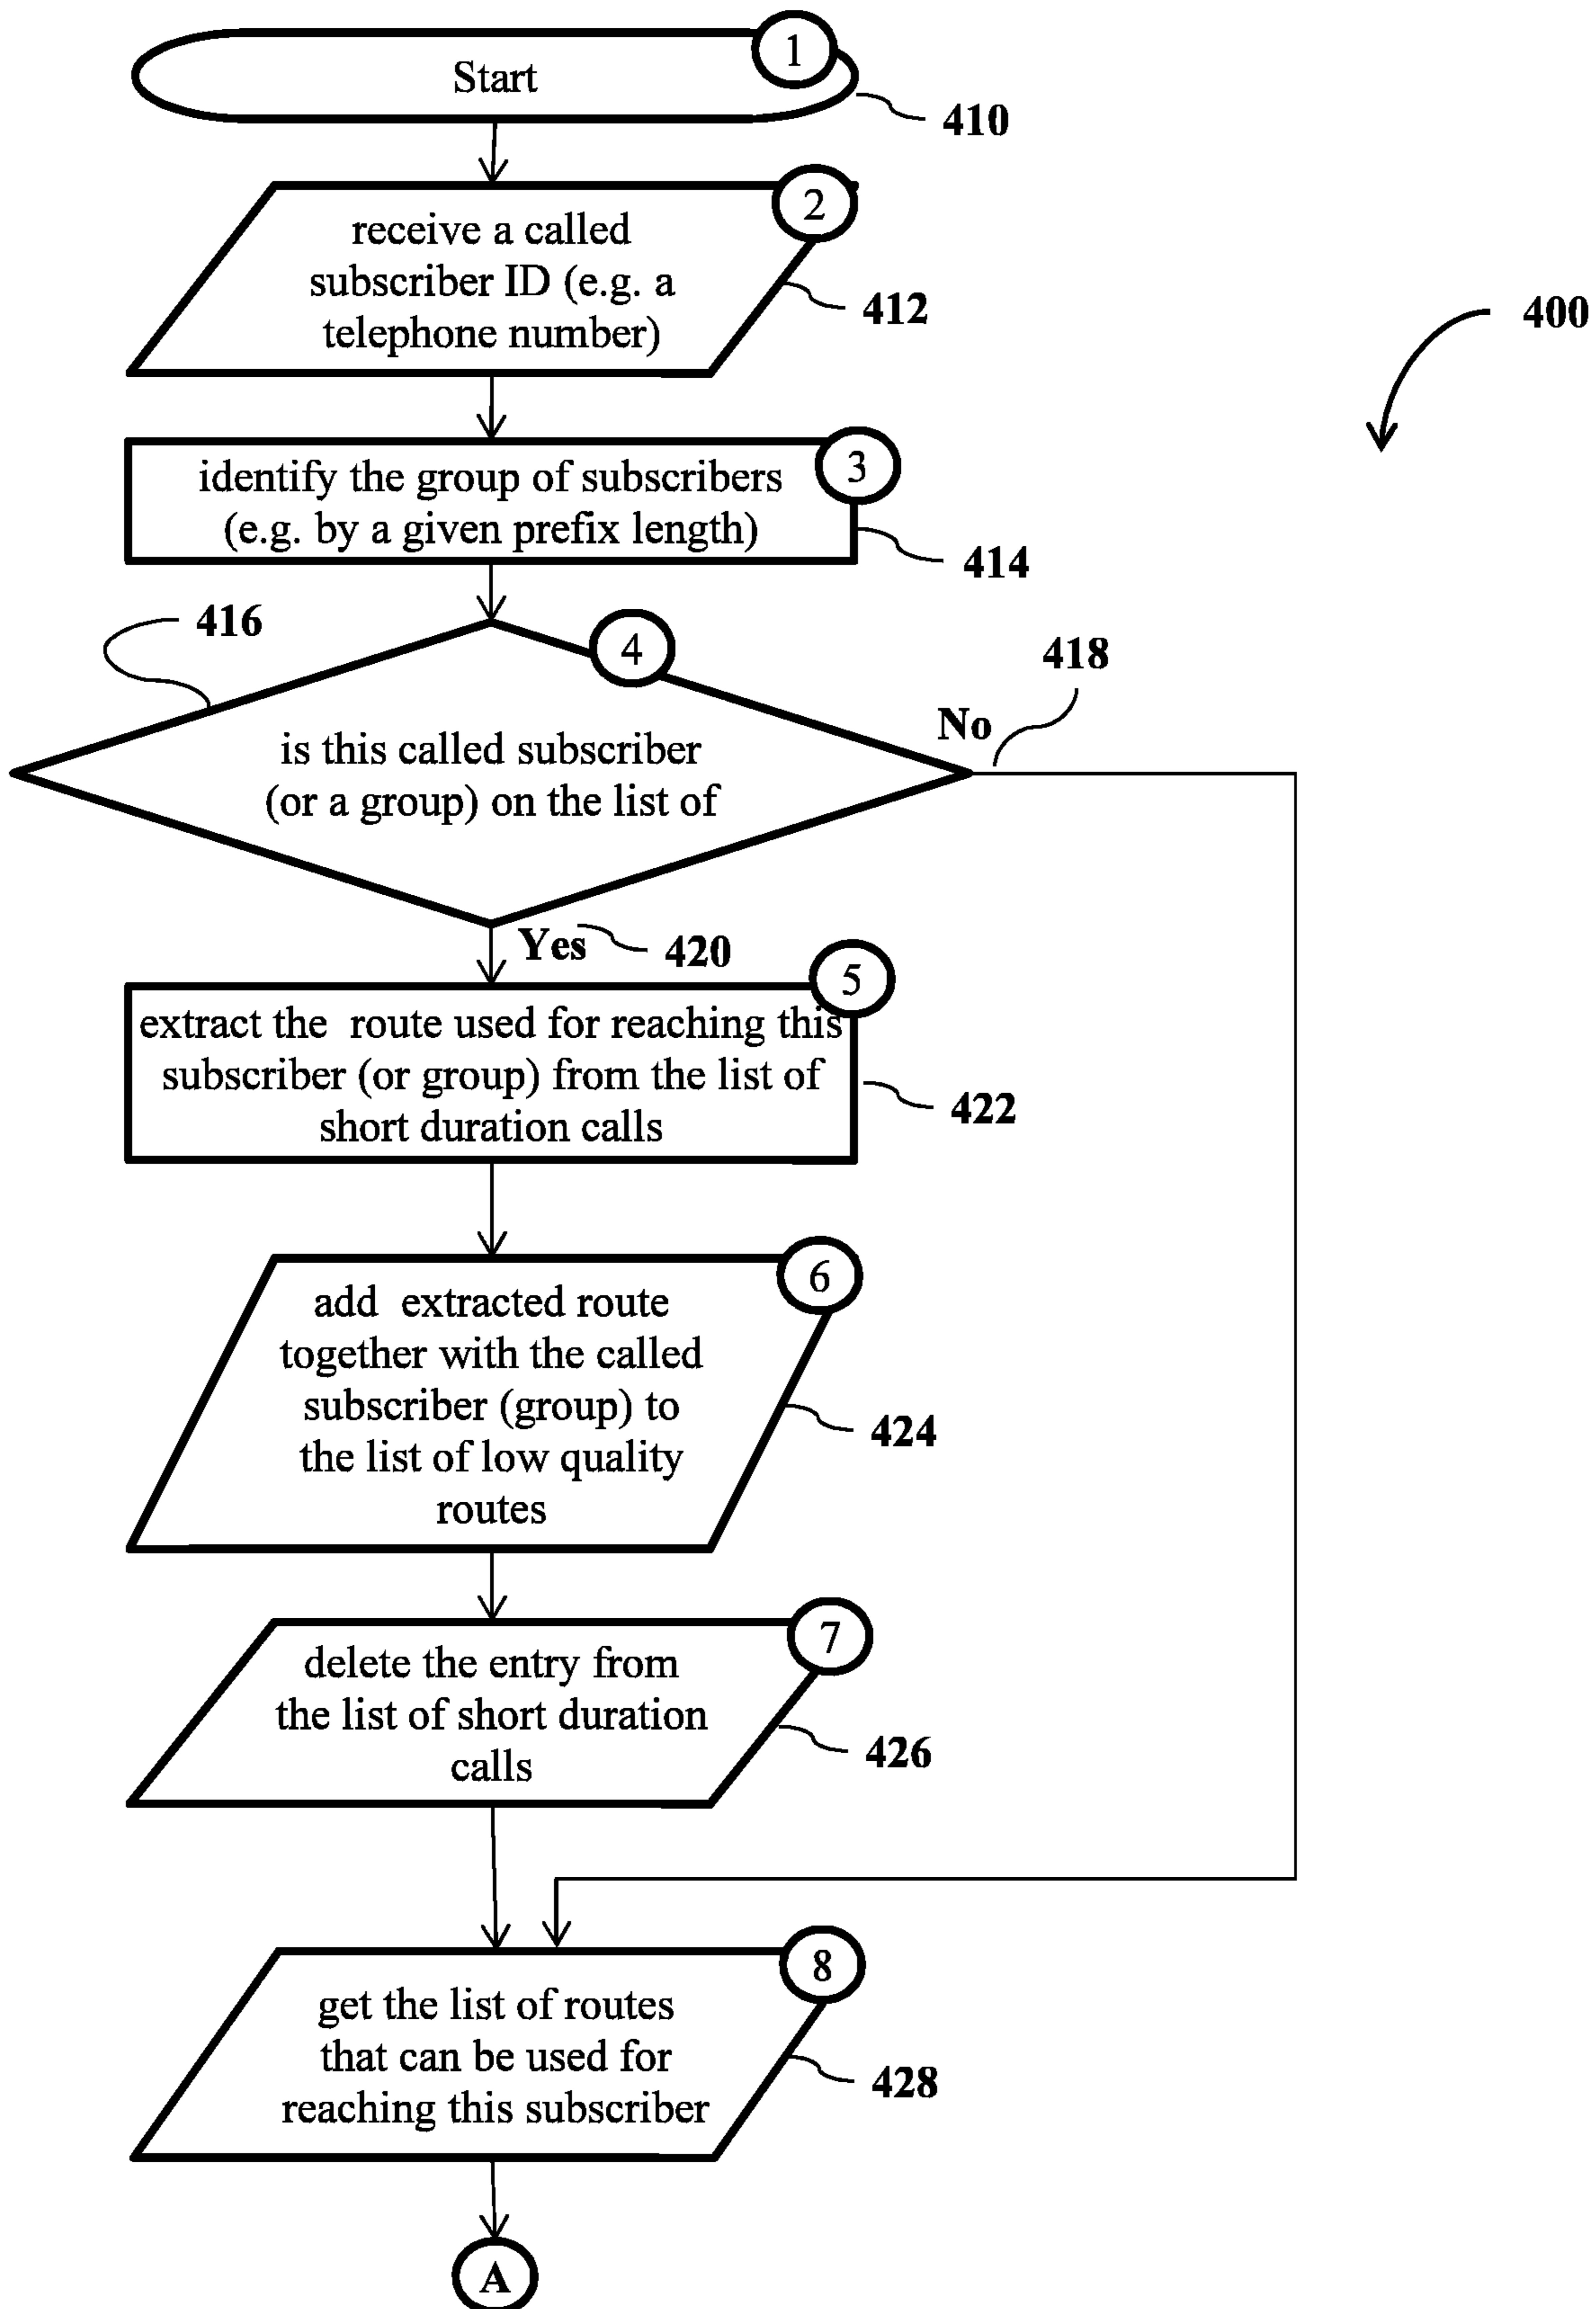 1
Start
410
2
receive a called
subscriber ID (e.g. a
telephone number)
412
400
3
identify the group of subscribers
(e.g. by a given prefix length)
414
416
4
418
No
is this called subscriber
(or a group) on the list of
Yes
420
5
extract the route used for reaching this
subscriber (or group) from the list of
short duration calls
422
6
add extracted route
together with the called
subscriber (group) to
the list of low quality
routes
424
7
delete the entry from
the list of short duration
calls
426
8
get the list of routes
that can be used for
reaching this subscriber
428
A